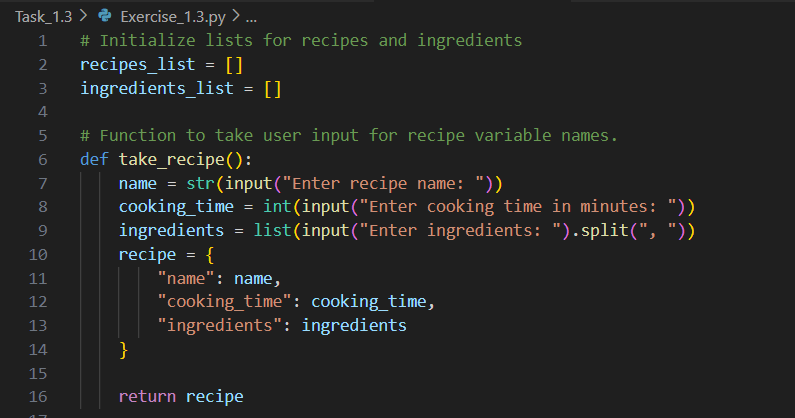 Task_1.3 > Exercise_1.3.py > ...
1 # Initialize lists for recipes and ingredients
2 recipes_list = []
3 ingredients_list = []
4
5 # Function to take user input for recipe variable names.
6 def take_recipe():
7     name = str(input("Enter recipe name: "))
8     cooking_time = int(input("Enter cooking time in minutes: "))
9     ingredients = list(input("Enter ingredients: ").split(", "))
10     recipe = {
11         "name": name,
12         "cooking_time": cooking_time,
13         "ingredients": ingredients
14     }
15
16     return recipe